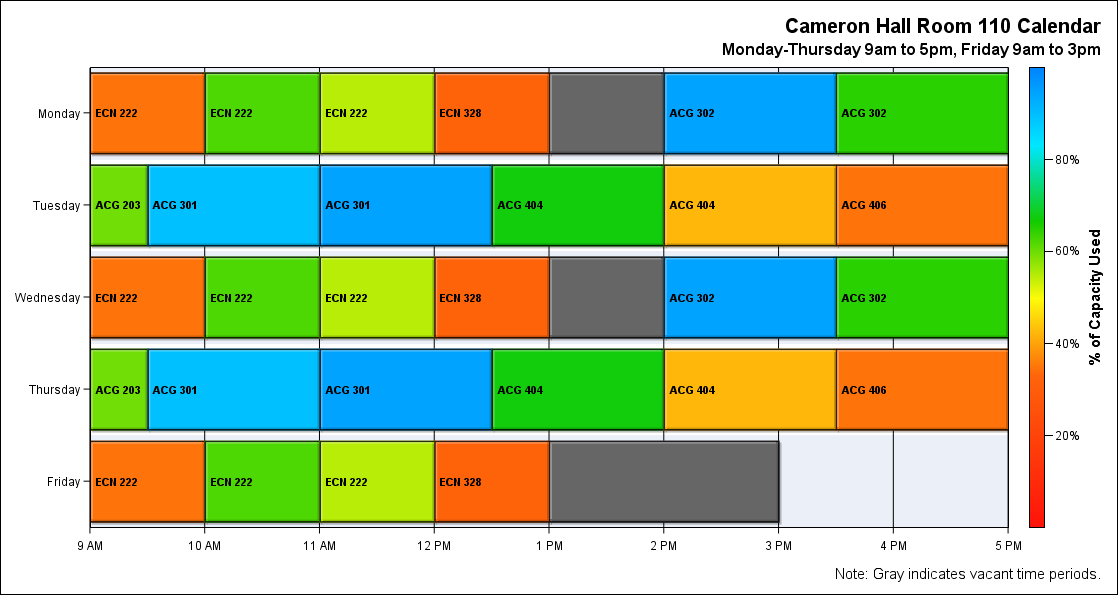 Cameron Hall Room 110 Calendar
Monday-Thursday 9am to 5pm, Friday 9am to 3pm
Monday
ECN 222
ECN 222
ECN 222
ECN 328
ACG 302
ACG 302
Tuesday
ACG 203
ACG 301
ACG 301
ACG 404
ACG 404
ACG 406
Wednesday
ECN 222
ECN 222
ECN 222
ECN 328
ACG 302
ACG 302
Thursday
ACG 203
ACG 301
ACG 301
ACG 404
ACG 404
ACG 406
Friday
ECN 222
ECN 222
ECN 222
ECN 328
9 AM
10 AM
11 AM
12 PM
1 PM
2 PM
3 PM
4 PM
5 PM
80%
60%
40%
20%
% of Capacity Used
Note: Gray indicates vacant time periods.